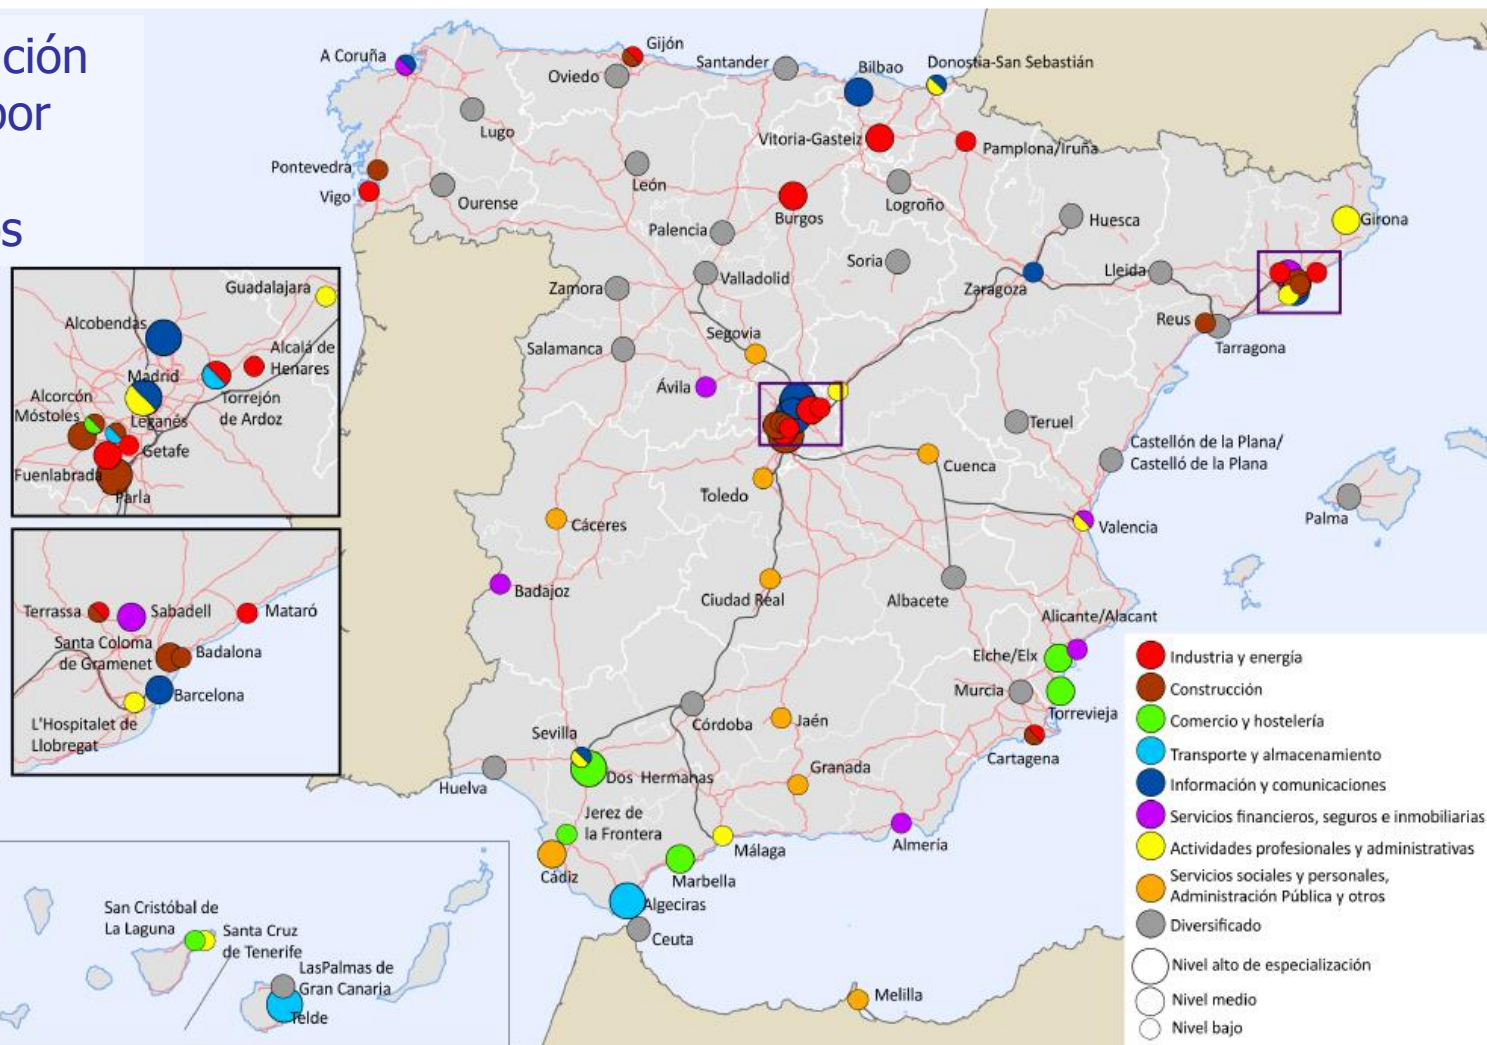 ción
por
s
A Coruña
Gijón
Oviedo
Santander
Bilbao
Donostia-San Sebastián
Lugo
Vitoria-Gasteiz
Pamplona/Iruña
Pontevedra
Vigo
Ourense
León
Burgos
Logroño
Palencia
Huesca
Girona
Soria
Valladolid
Zamora
Zaragoza
Lleida
Reus
Tarragona
Segovia
Salamanca
Ávila
Teruel
Castellón de la Plana/
Castelló de la Plana
Cuenca
Toledo
Palma
Cáceres
Valencia
Badajoz
Ciudad Real
Albacete
Alicante/Alacant
Elche/Elx
Murcia
Torrevieja
Cartagena
Córdoba
Jaén
Sevilla
Dos Hermanas
Huelva
Granada
Jerez de
la Frontera
Cádiz
Málaga
Almería
Marbella
Algeciras
Ceuta
Melilla
Guadalajara
Alcobendas
Alcalá de
Henares
Madrid
Torrejón
de Ardoz
Alcorcón
Móstoles
Leganés
Getafe
Fuenlabrada
Parla
Terrassa
Sabadell
Mataró
Santa Coloma
de Gramenet
Badalona
Barcelona
L'Hospitalet de
Llobregat
San Cristóbal de
La Laguna
Santa Cruz
de Tenerife
LasPalmas de
Gran Canaria
Telde
Industria y energía
Construcción
Comercio y hostelería
Transporte y almacenamiento
Información y comunicaciones
Servicios financieros, seguros e inmobiliarias
Actividades profesionales y administrativas
Servicios sociales y personales,
Administración Pública y otros
Diversificado
Nivel alto de especialización
Nivel medio
Nivel bajo